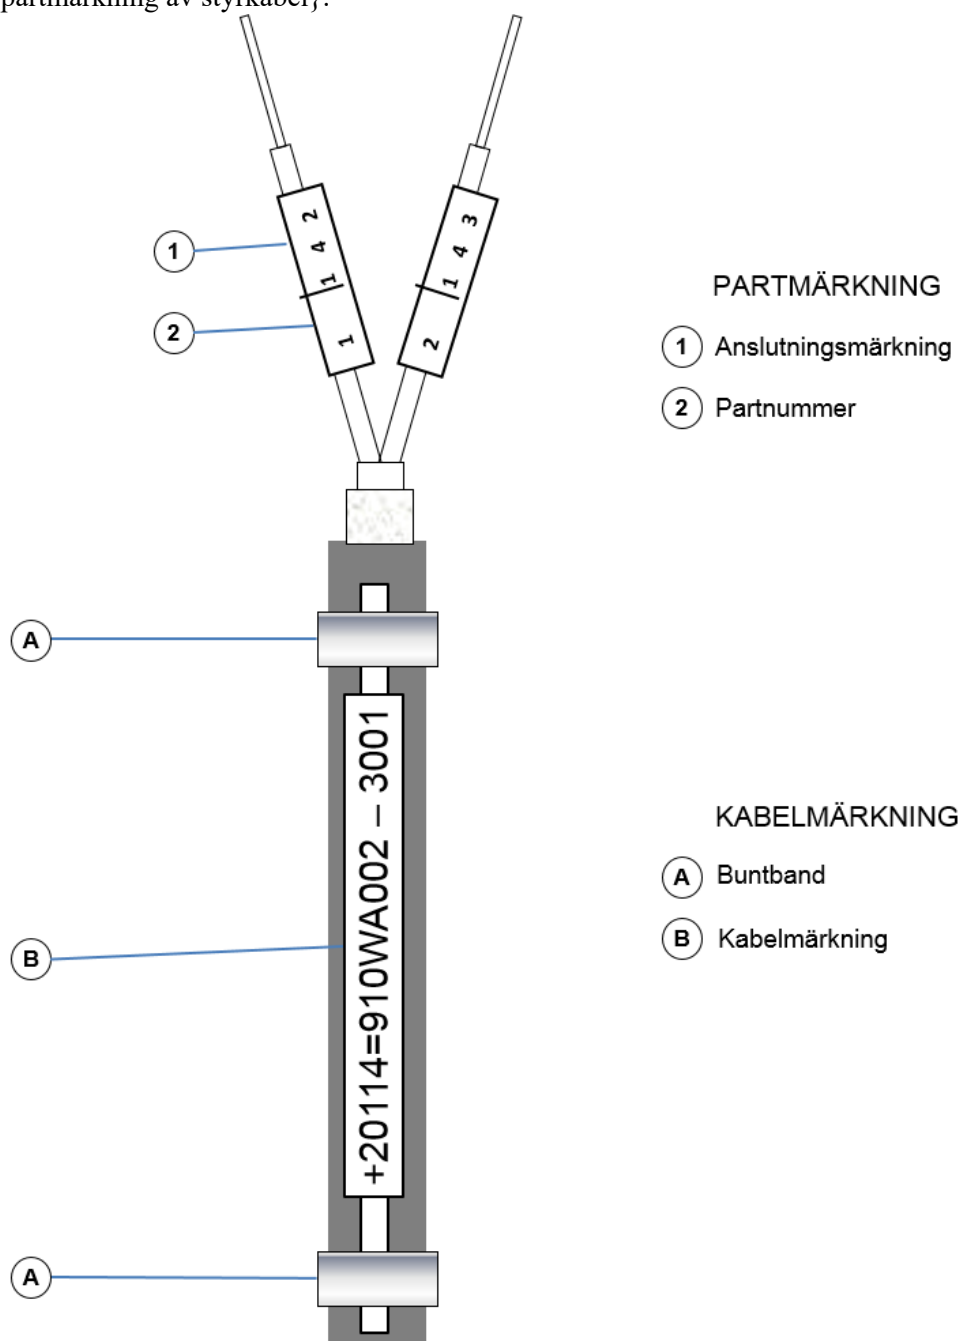 partmärkning av styrkabel}.
1 4 2
1
1
2
1
1 4 3
2
PARTMÄRKNING
1 Anslutningsmärkning
2 Partnummer
A
+20114=910WA002 – 3001
B
A
KABELMÄRKNING
A Buntband
B Kabelmärkning